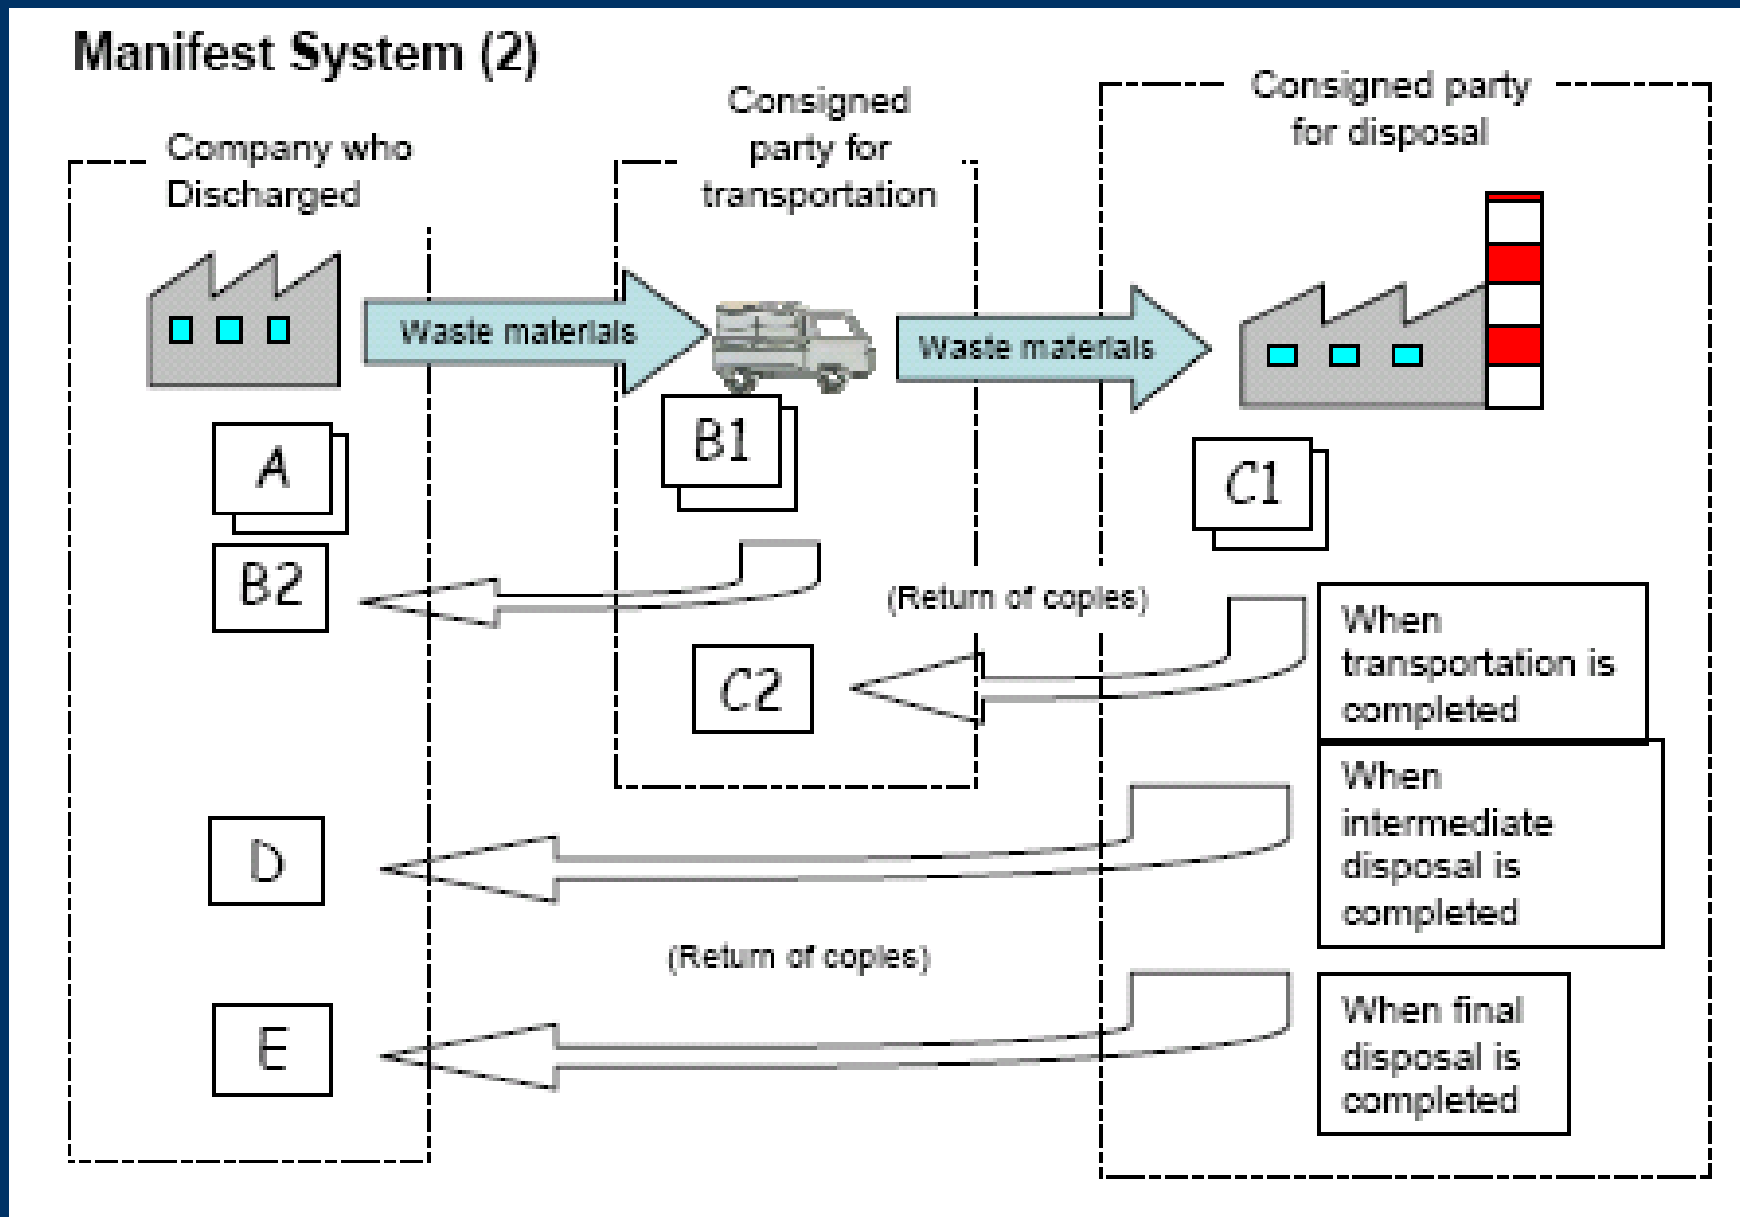 Manifest System (2)
Company who
Discharged
Consigned
party for
transportation
Consigned party
for disposal
Waste materials
Waste materials
A
B1
C1
B2
(Return of copies)
C2
When
transportation is
completed
D
When
intermediate
disposal is
completed
(Return of copies)
E
When final
disposal is
completed